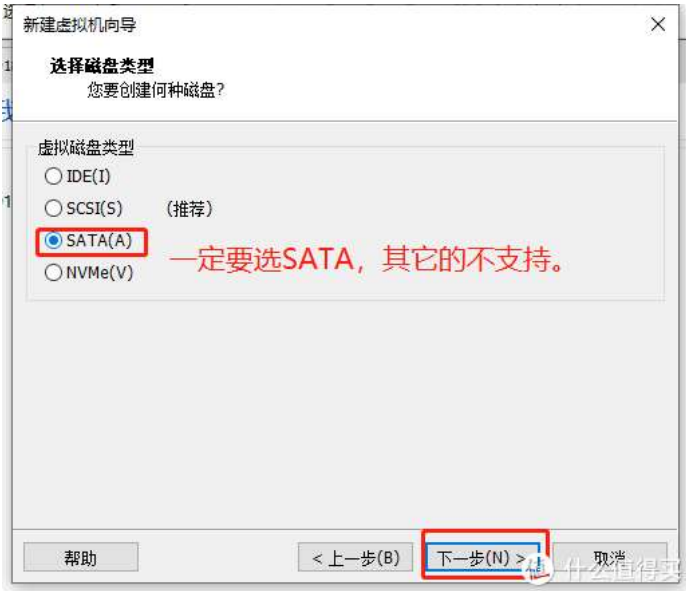 新建虚拟机向导
选择磁盘类型
您要创建何种磁盘?
虚拟磁盘类型
IDE(I)
SCSI(S) (推荐)
SATA(A)
一定要选SATA，其它的不支持。
NVMe(V)
帮助
< 上一步(B)
下一步(N) >
取消
值 什么值得买